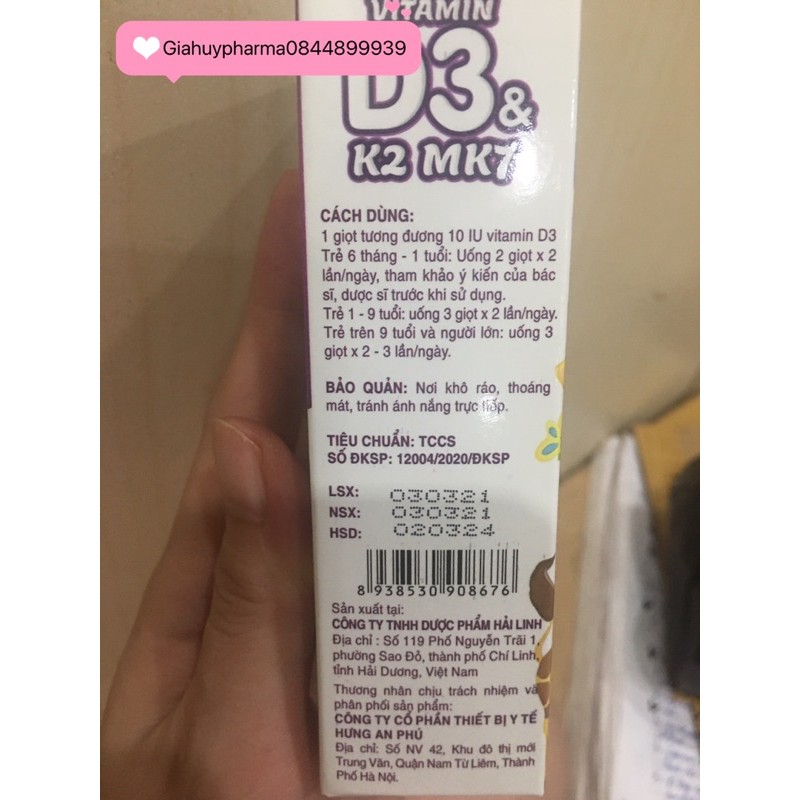 Giahuypharma0844899939
VITAMIN
D3 &
K2 MK7
CÁCH DÙNG:
1 giọt tương đương 10 IU vitamin D3
Trẻ 6 tháng - 1 tuổi: Uống 2 giọt x 2
lần/ngày, tham khảo ý kiến của bác
sĩ, dược sĩ trước khi sử dụng.
Trẻ 1 - 9 tuổi: uống 3 giọt x 2 lần/ngày.
Trẻ trên 9 tuổi và người lớn: uống 3
giọt x 2 - 3 lần/ngày.
BẢO QUẢN: Nơi khô ráo, thoáng
mát, tránh ánh nắng trực tiếp.
TIÊU CHUẨN: TCCS
SỐ ĐKSP: 12004/2020/ĐKSP
LSX: 030321
NSX: 030321
HSD: 020324
8 938530 908676
Sản xuất tại:
CÔNG TY TNHH DƯỢC PHẨM HẢI LINH
Địa chỉ : Số 119 Phố Nguyễn Trãi 1,
phường Sao Đỏ, thành phố Chí Linh,
tỉnh Hải Dương, Việt Nam
Thương nhân chịu trách nhiệm và
phân phối sản phẩm:
CÔNG TY CỔ PHẦN THIẾT BỊ Y TẾ
HƯNG AN PHÚ
Địa chỉ: Số NV 42, Khu đô thị mới
Trung Văn, Quận Nam Từ Liêm, Thành
Phố Hà Nội.